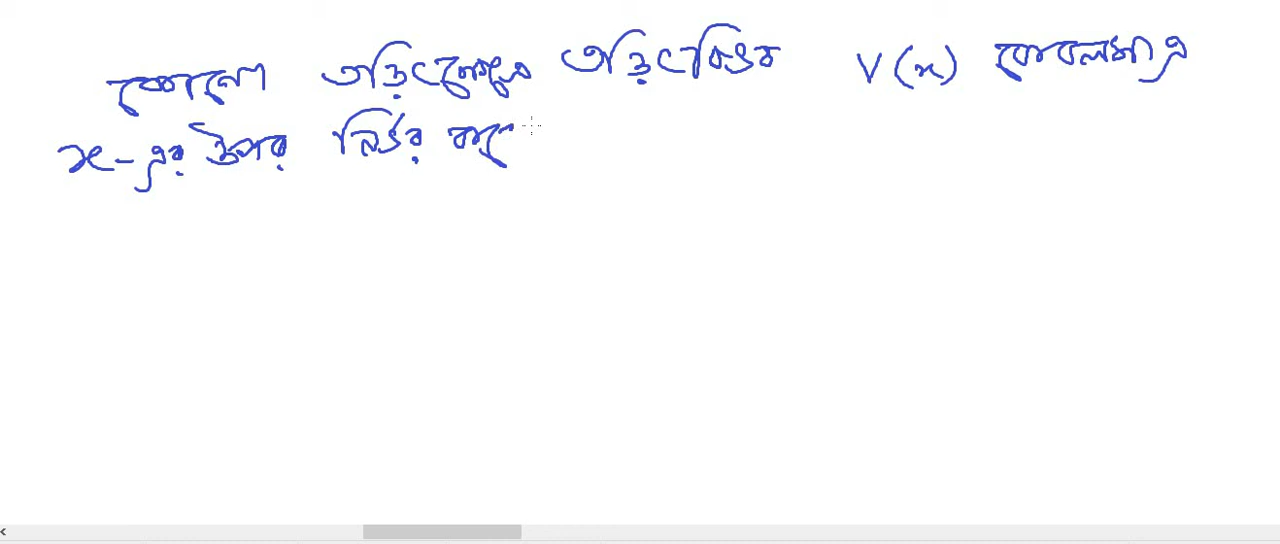 কোনো তড়িৎক্ষেত্রে তড়িৎবিভব V(x) কেবলমাত্র
x-এর উপর নির্ভর করে